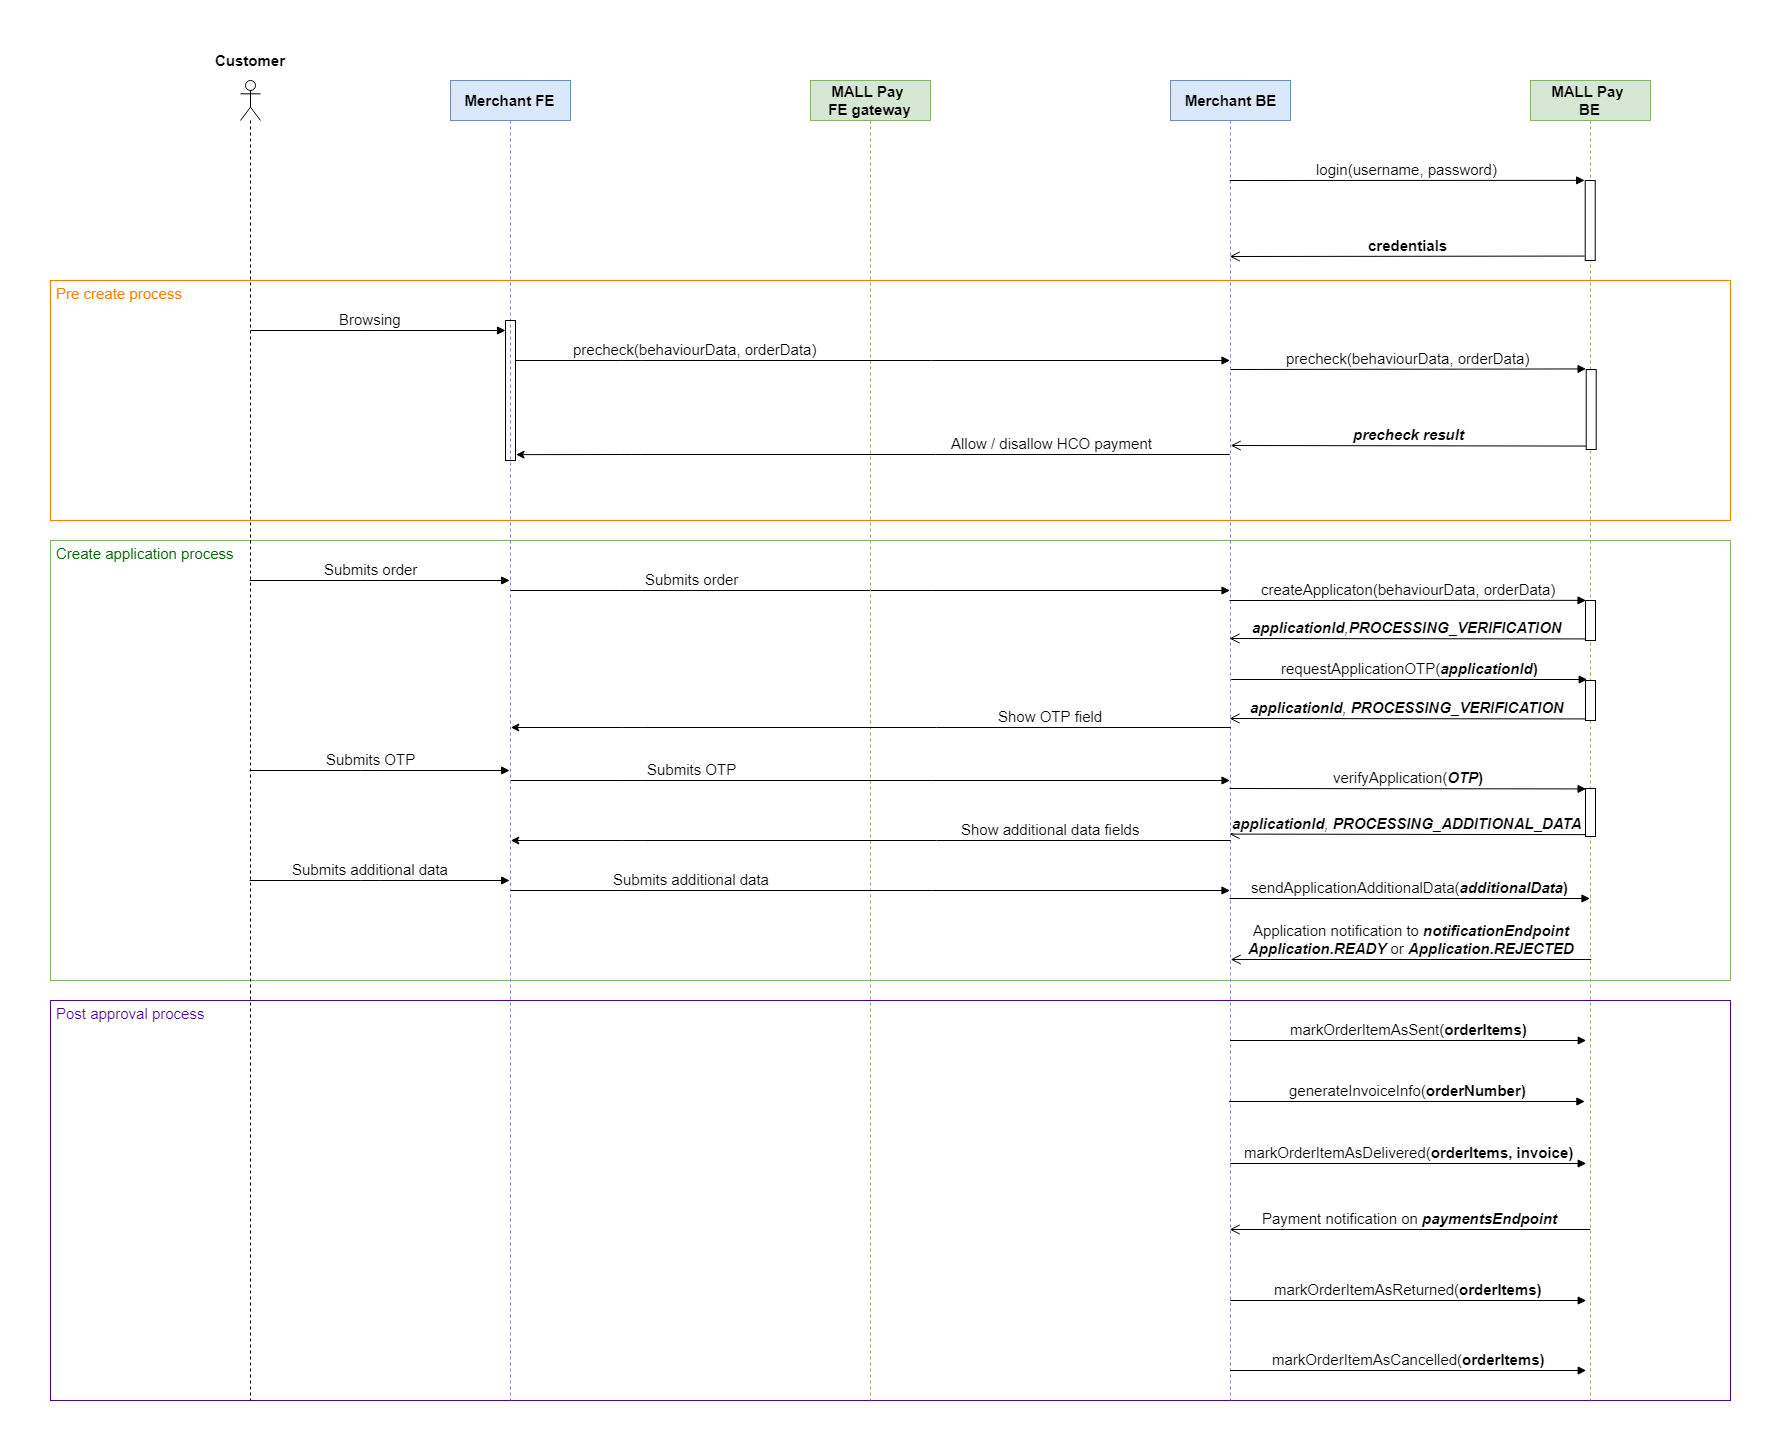 Customer
Merchant FE
MALL Pay
FE gateway
Merchant BE
MALL Pay
BE
login(username, password)
credentials
Pre create process
Browsing
precheck(behaviourData, orderData)
precheck(behaviourData, orderData)
precheck result
Allow / disallow HCO payment
Create application process
Submits order
Submits order
createApplicaton(behaviourData, orderData)
applicationId,PROCESSING_VERIFICATION
requestApplicationOTP(applicationId)
applicationId, PROCESSING_VERIFICATION
Show OTP field
Submits OTP
Submits OTP
verifyApplication(OTP)
applicationId, PROCESSING_ADDITIONAL_DATA
Show additional data fields
Submits additional data
Submits additional data
sendApplicationAdditionalData(additionalData)
Application notification to notificationEndpoint
Application.READY or Application.REJECTED
Post approval process
markOrderItemAsSent(orderItems)
generateInvoiceInfo(orderNumber)
markOrderItemAsDelivered(orderItems, invoice)
Payment notification on paymentsEndpoint
markOrderItemAsReturned(orderItems)
markOrderItemAsCancelled(orderItems)